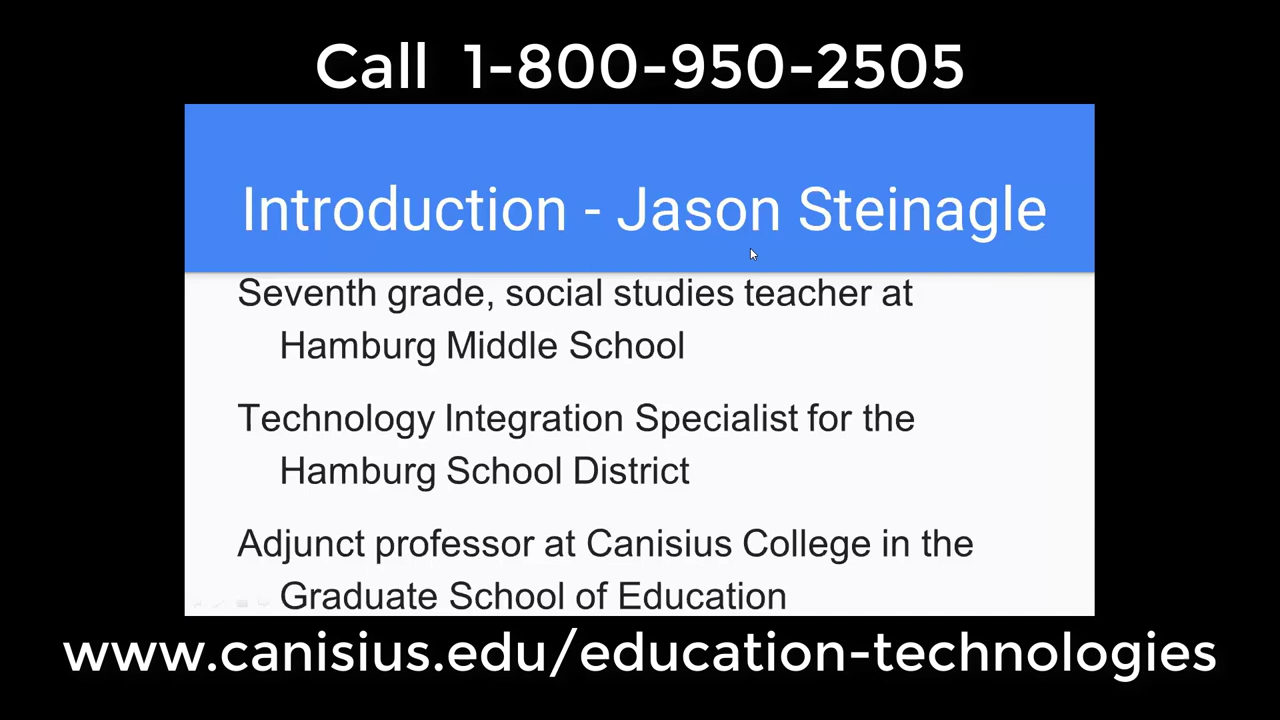 Call 1-800-950-2505
Introduction - Jason Steinagle
Seventh grade, social studies teacher at
Hamburg Middle School
Technology Integration Specialist for the
Hamburg School District
Adjunct professor at Canisius College in the
Graduate School of Education
www.canisius.edu/education-technologies